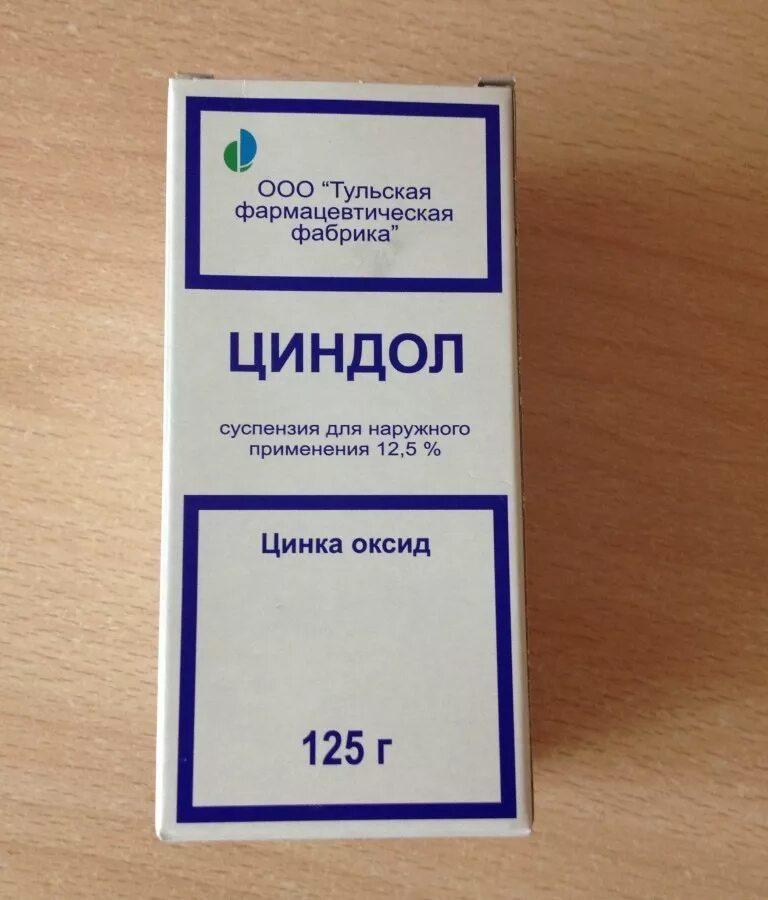 ООО “Тульская
фармацевтическая
фабрика”
ЦИНДОЛ
суспензия для наружного
применения 12,5 %
Цинка оксид
125 г